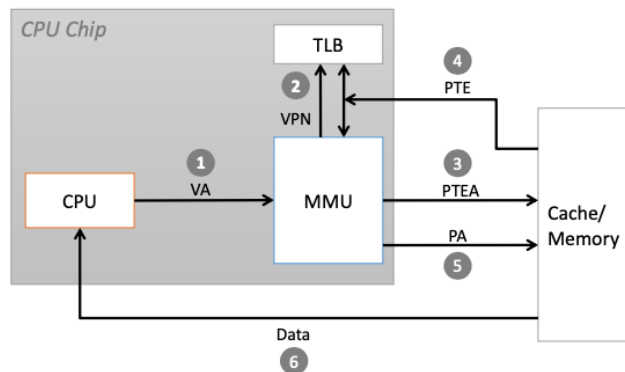 CPU Chip
TLB
4
PTE
2
VPN
1
VA
3
PTEA
CPU
MMU
Cache/
Memory
PA
5
Data
6